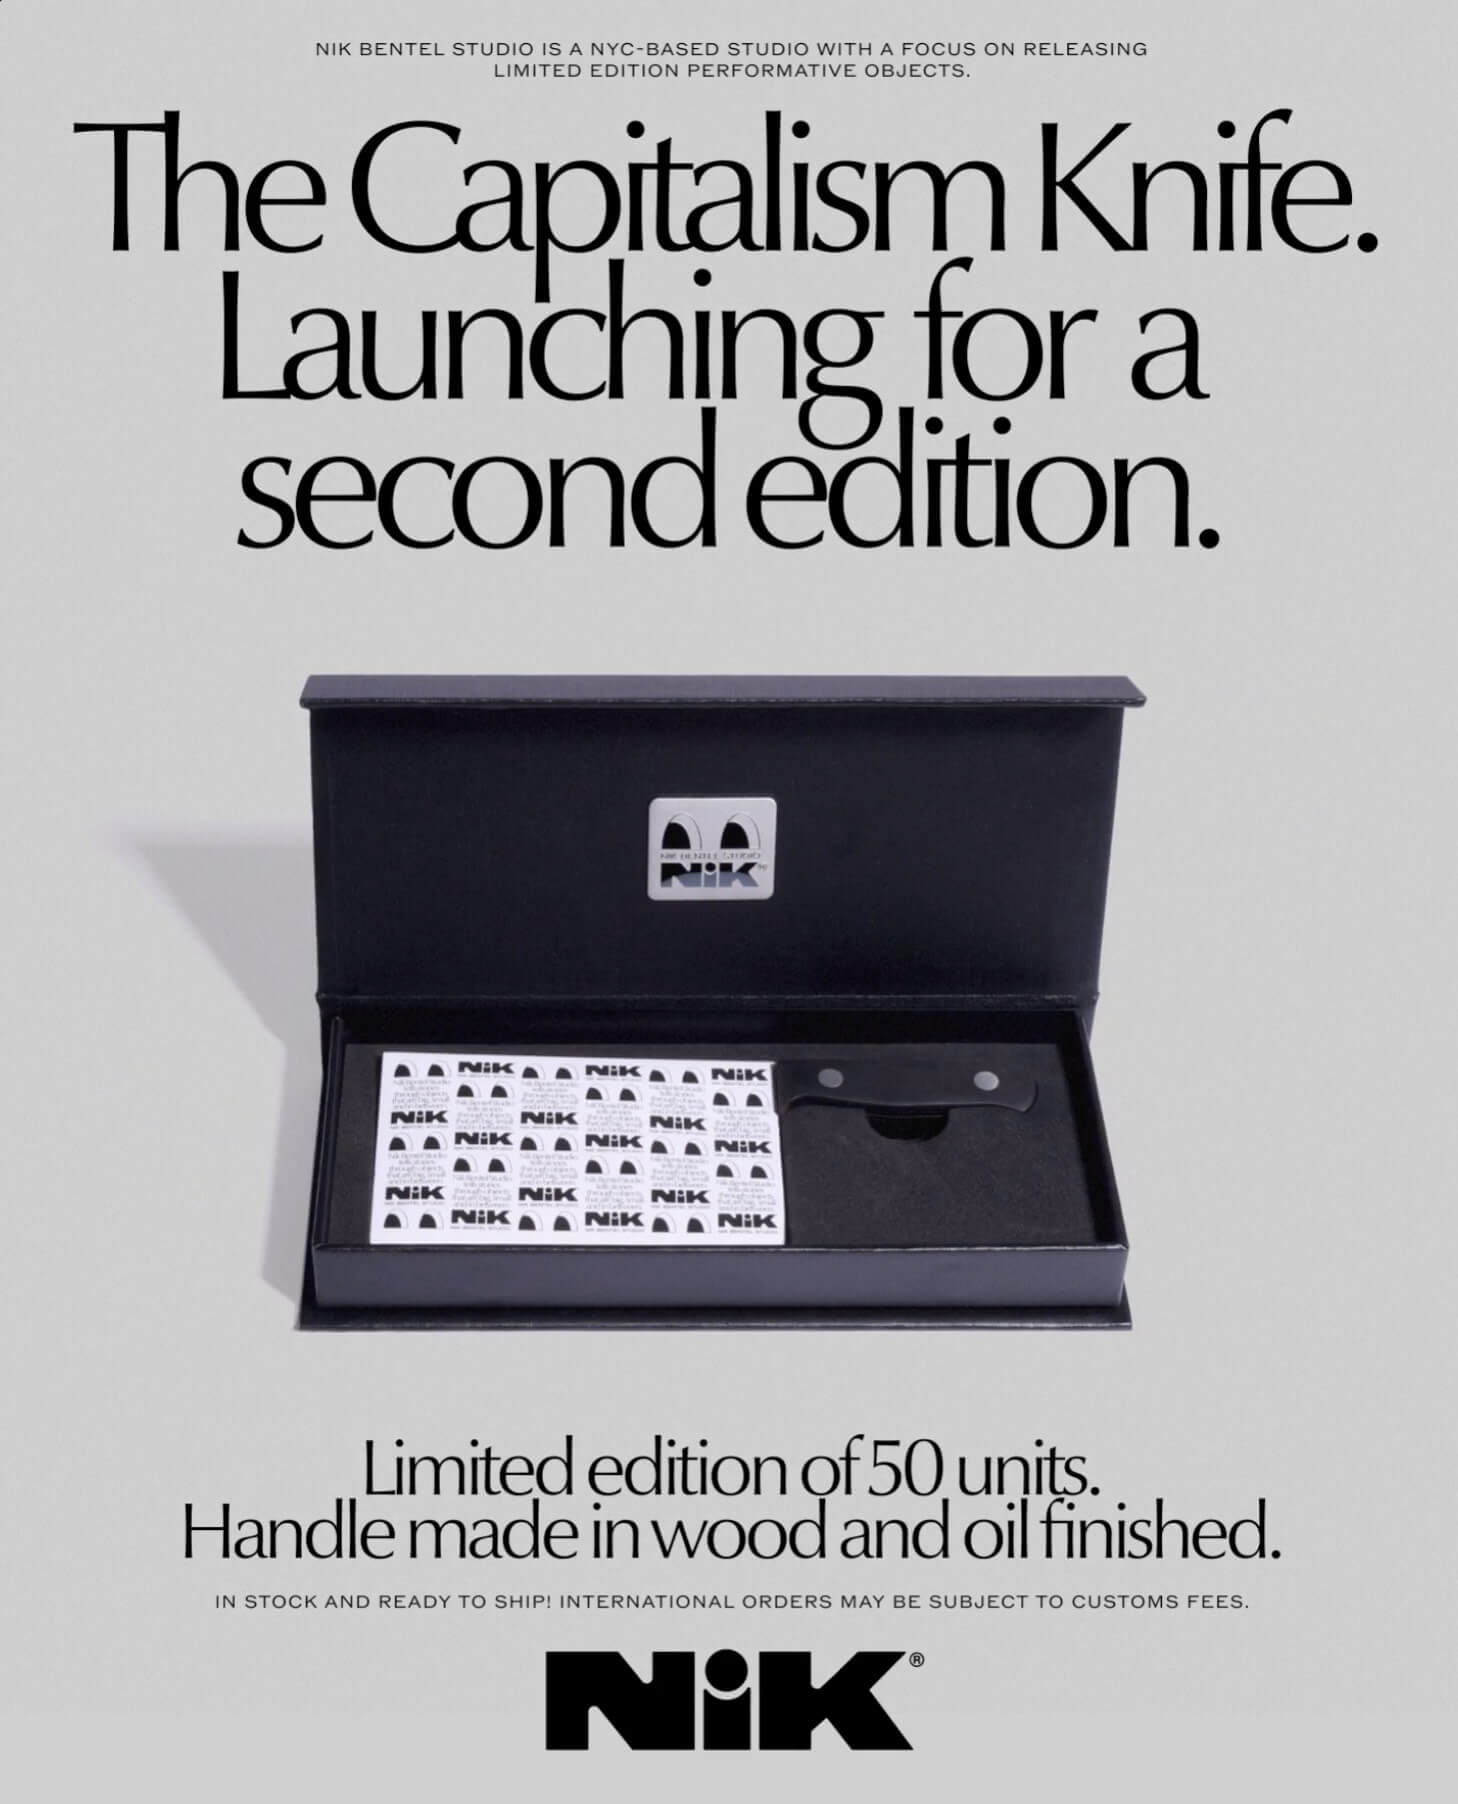 NIK BENTEL STUDIO IS A NYC-BASED STUDIO WITH A FOCUS ON RELEASING
LIMITED EDITION PERFORMATIVE OBJECTS.
The Capitalism Knife.
Launching for a
second edition.
NIK BENTEL STUDIO
NiK
NiK NiK NiK
NiK NiK NiK
NiK NiK NiK
NiK NiK NiK
NiK NiK NiK
Limited edition of 50 units.
Handle made in wood and oil finished.
IN STOCK AND READY TO SHIP! INTERNATIONAL ORDERS MAY BE SUBJECT TO CUSTOMS FEES.
NiK®